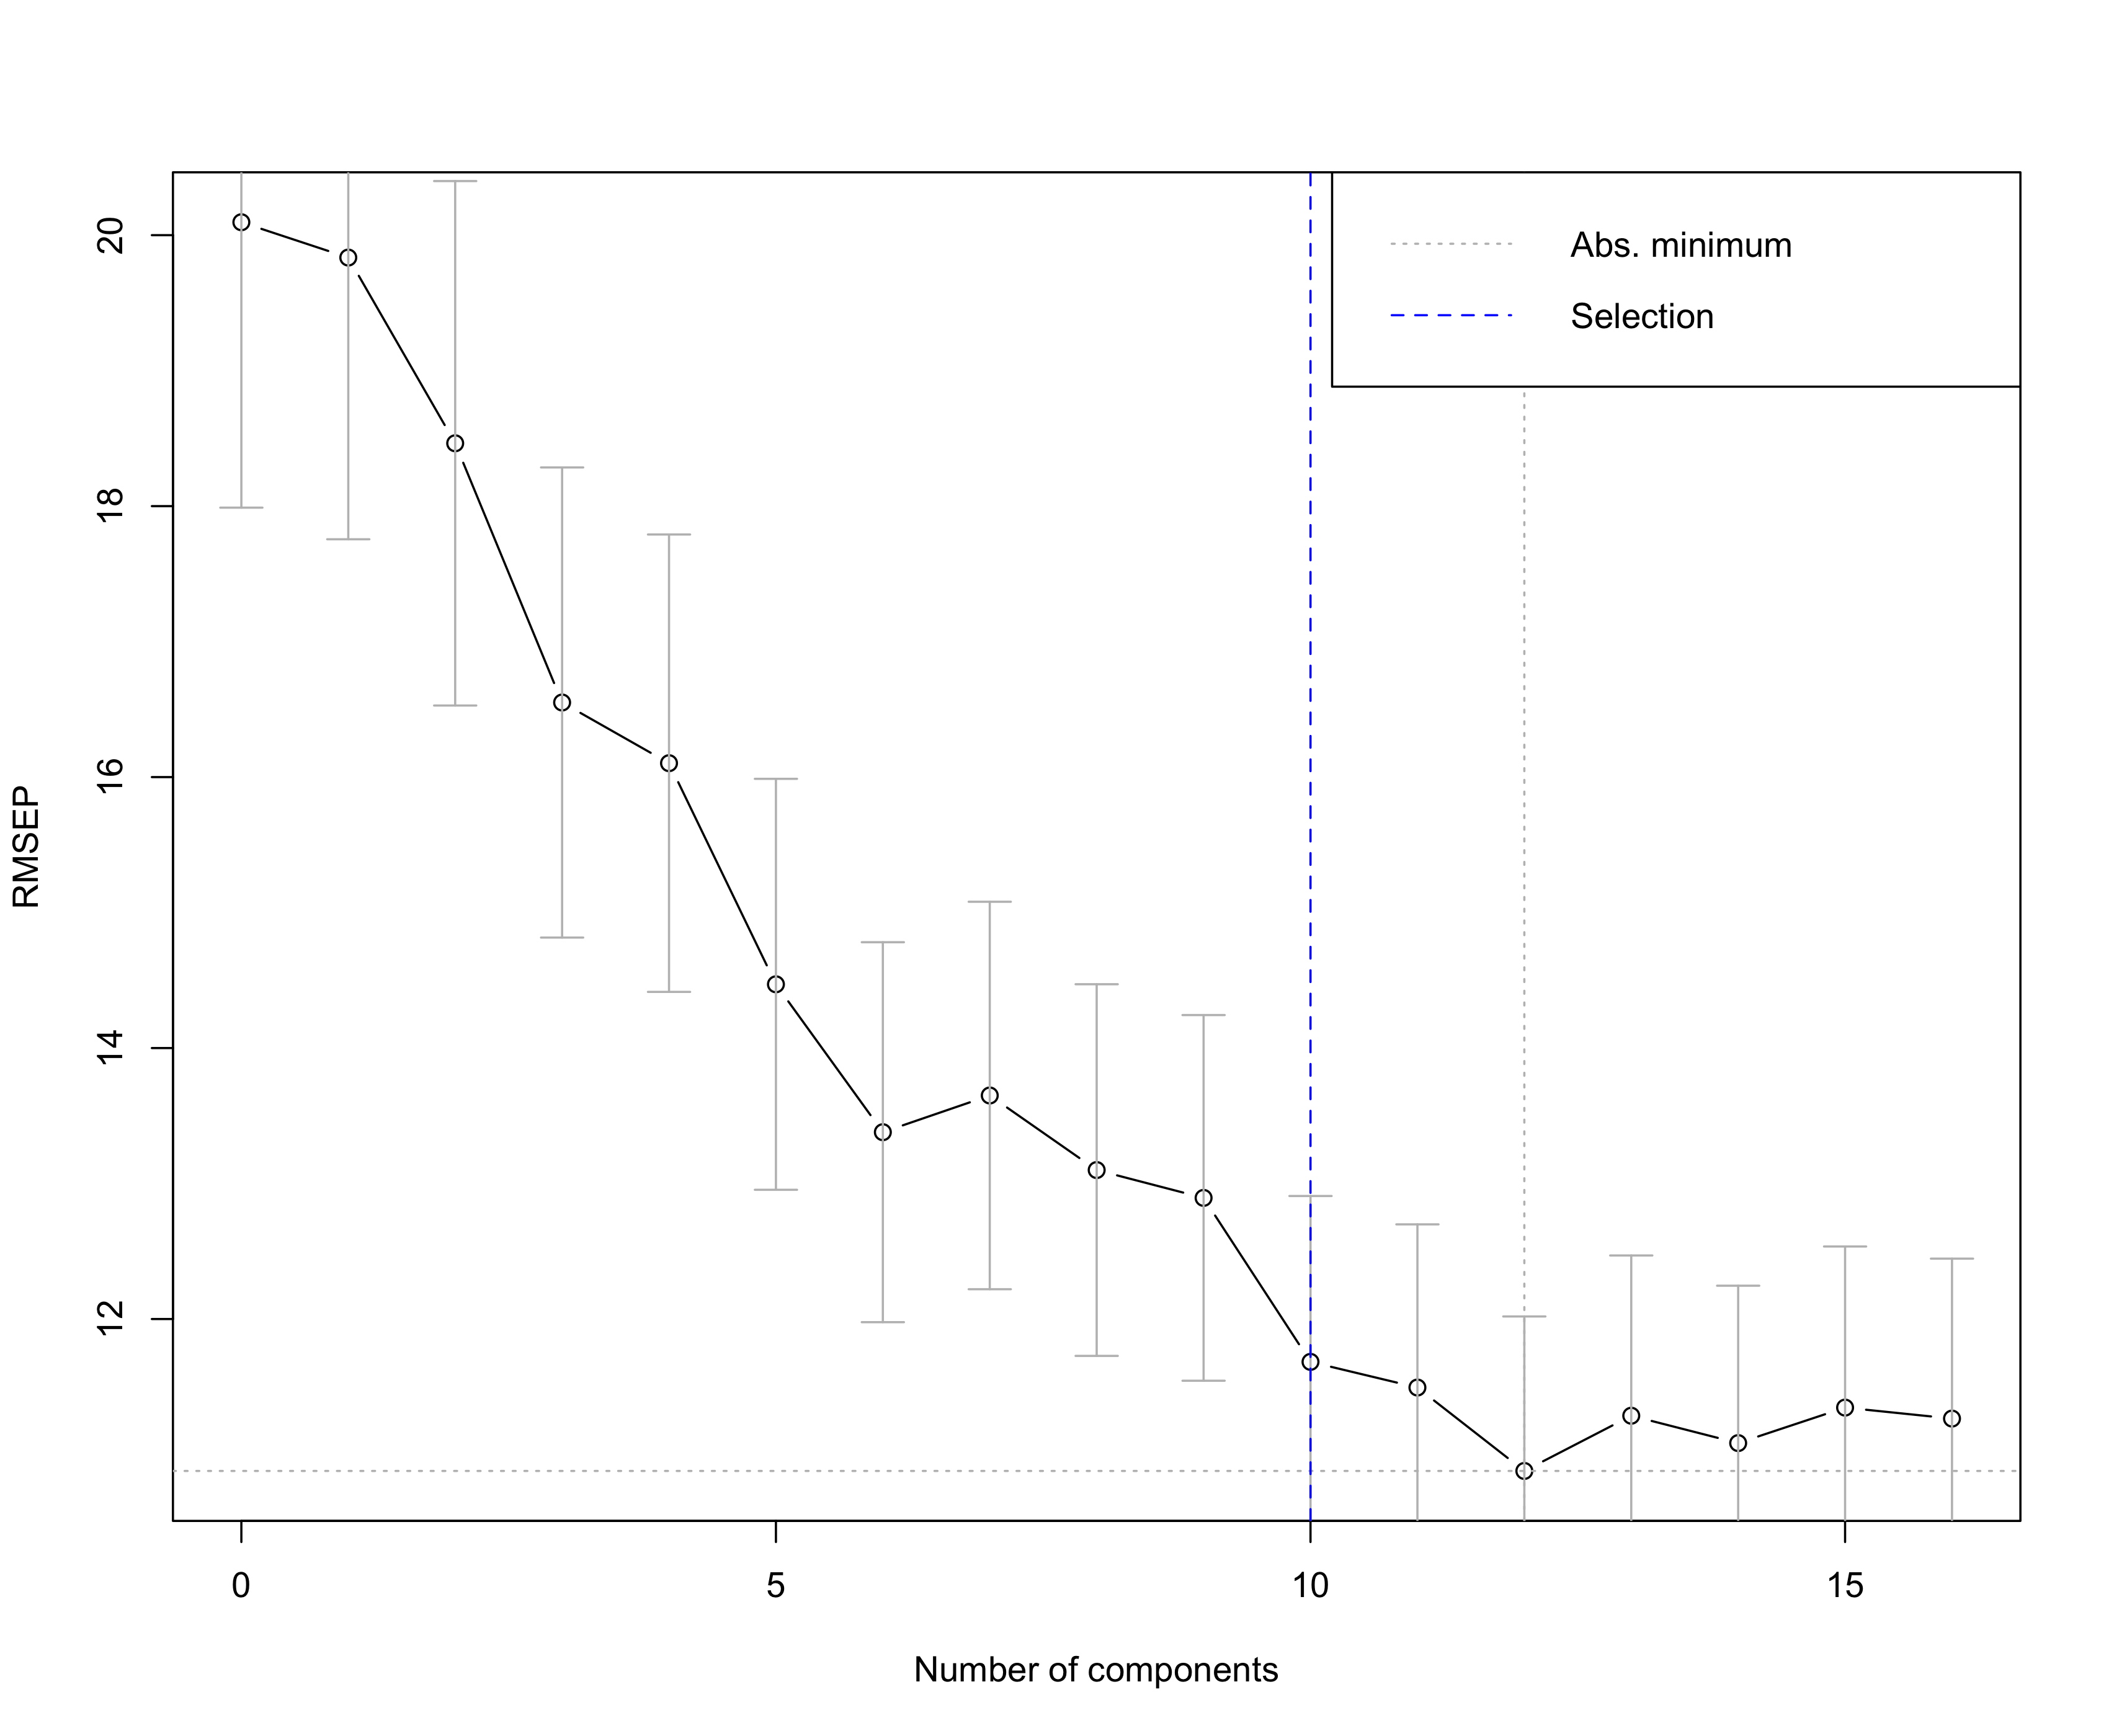 20
18
16
14
12
RMSEP
Abs. minimum
Selection
0 5 10 15
Number of components